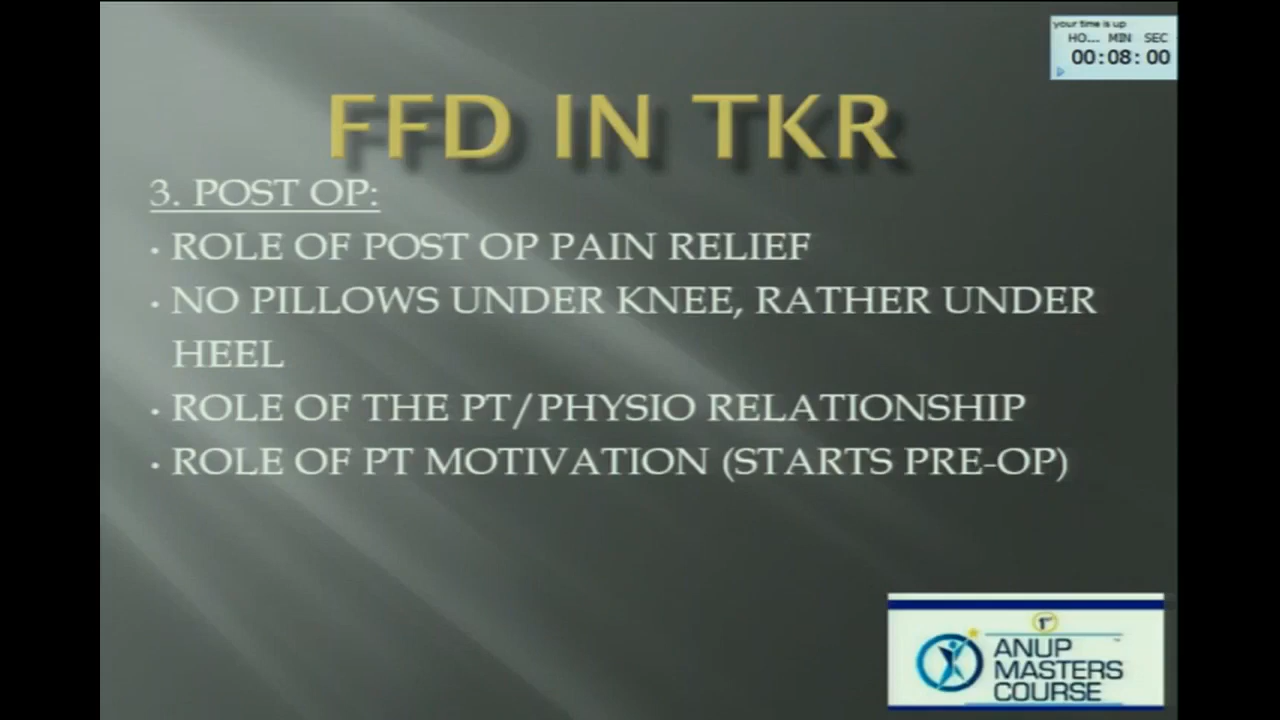 your time is up
HO... MIN SEC
00:08:00
FFD IN TKR
3. POST OP:
• ROLE OF POST OP PAIN RELIEF
• NO PILLOWS UNDER KNEE, RATHER UNDER
HEEL
• ROLE OF THE PT/PHYSIO RELATIONSHIP
• ROLE OF PT MOTIVATION (STARTS PRE-OP)
ANUP
MASTERS
COURSE